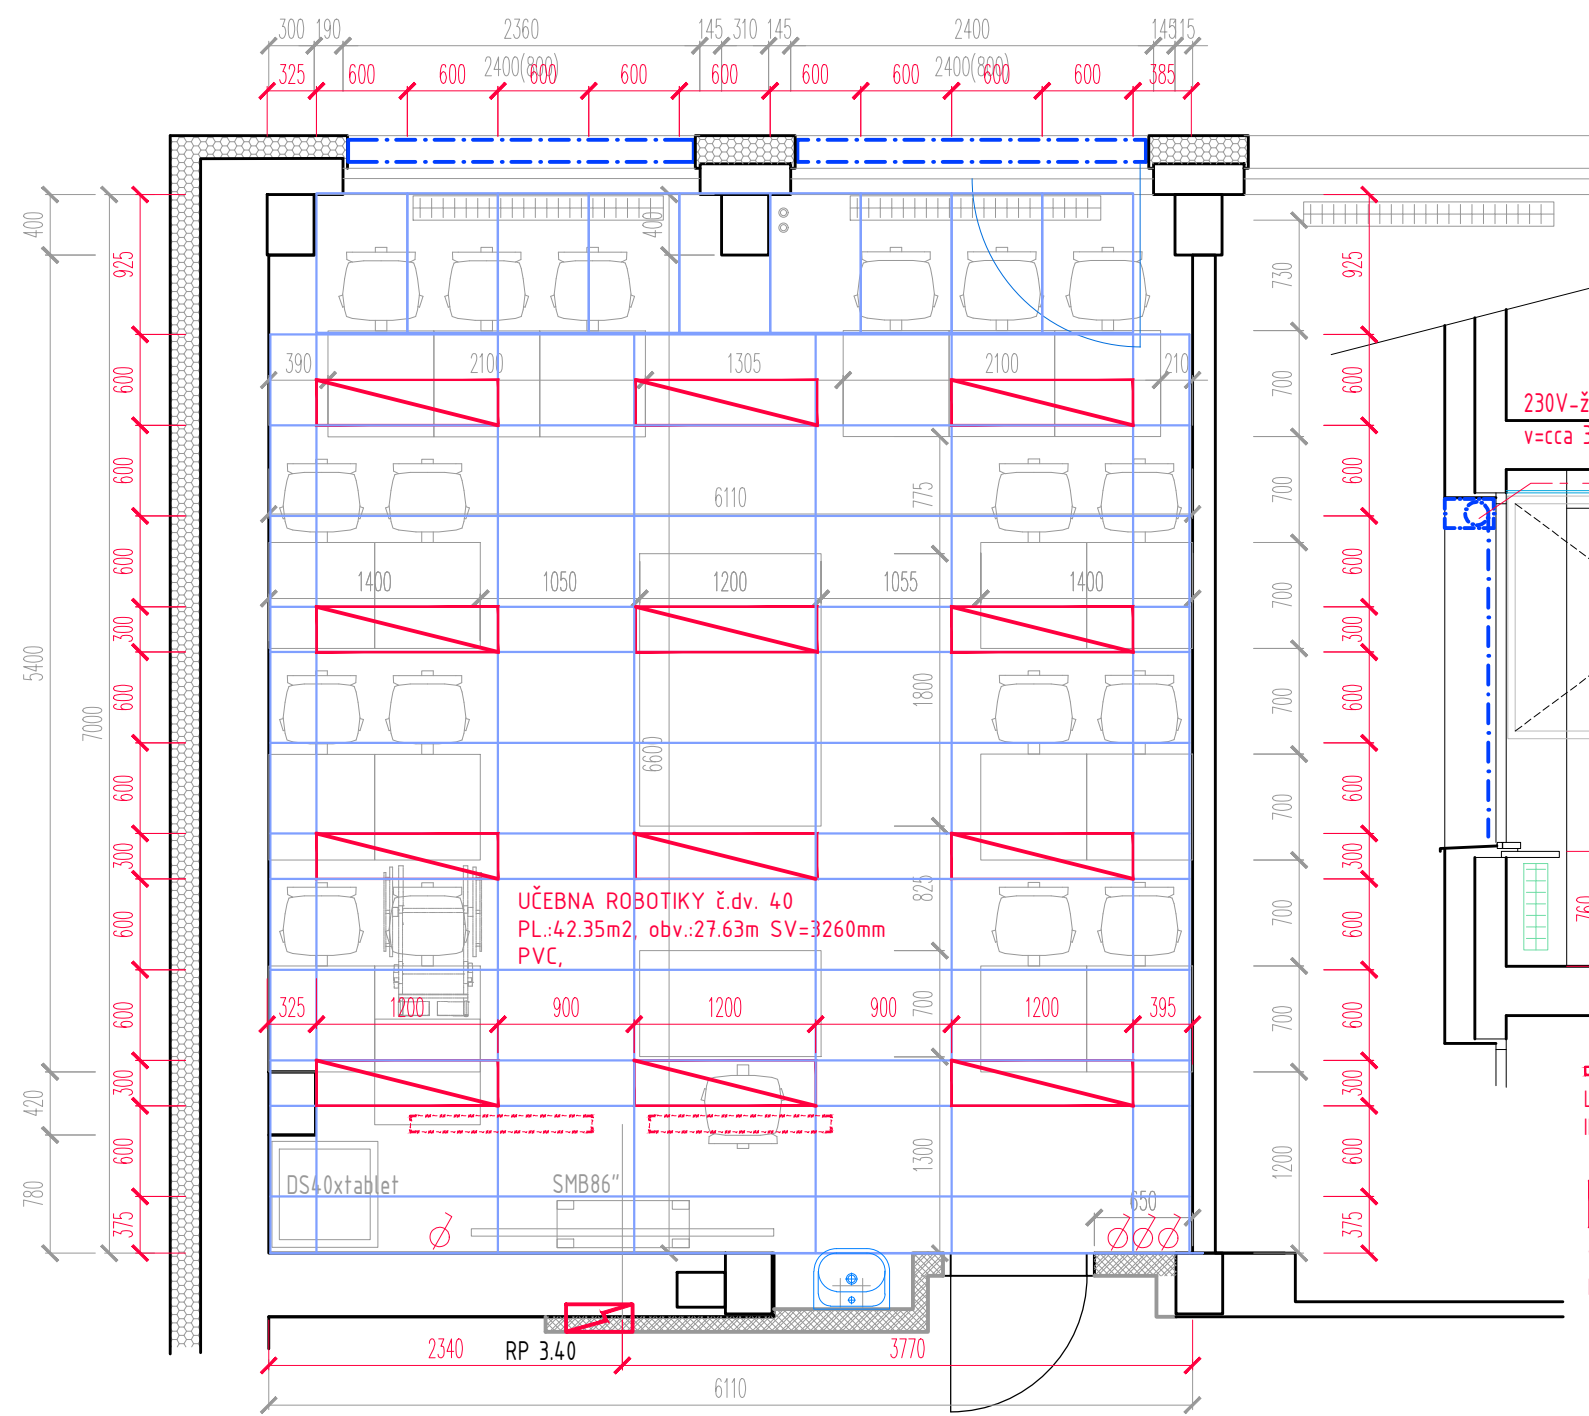 300 190 2360 145 310 145 2400 145 115
2400(800) 2400(800)
325 600 600 600 600 600 600 600 600 600 385
400 400
925 925 730
390 2100 1305 2100 210
600 600 700
230V-ž
v=cca 3
600 6110 775 600 700
600 1400 1050 1200 1055 1400 600 700
300 300
5400 7000 600 6600 1800 600 700
600 600 700
300 825 300
UČEBNA ROBOTIKY č.dv. 40
PL.:42.35m2, obv.:27.63m SV=3260mm
PVC,
600 600 700 760
325 1200 900 1200 900 1200 395
600 700 600 700
420 300 300
780 600 1300 600 1200
DS40xtablet SMB86"
375 650 375
2340 RP 3.40 3770
6110